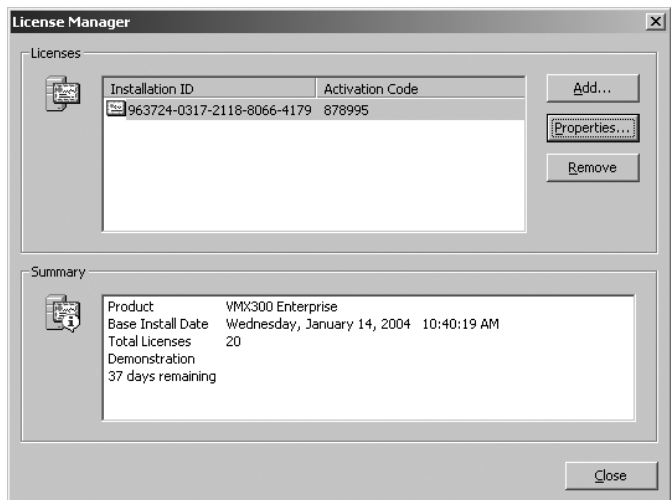 License Manager
Licenses
Installation ID Activation Code
963724-0317-2118-8066-4179 878995
Add...
Properties...
Remove
Summary
Product VMX300 Enterprise
Base Install Date Wednesday, January 14, 2004 10:40:19 AM
Total Licenses 20
Demonstration
37 days remaining
Close